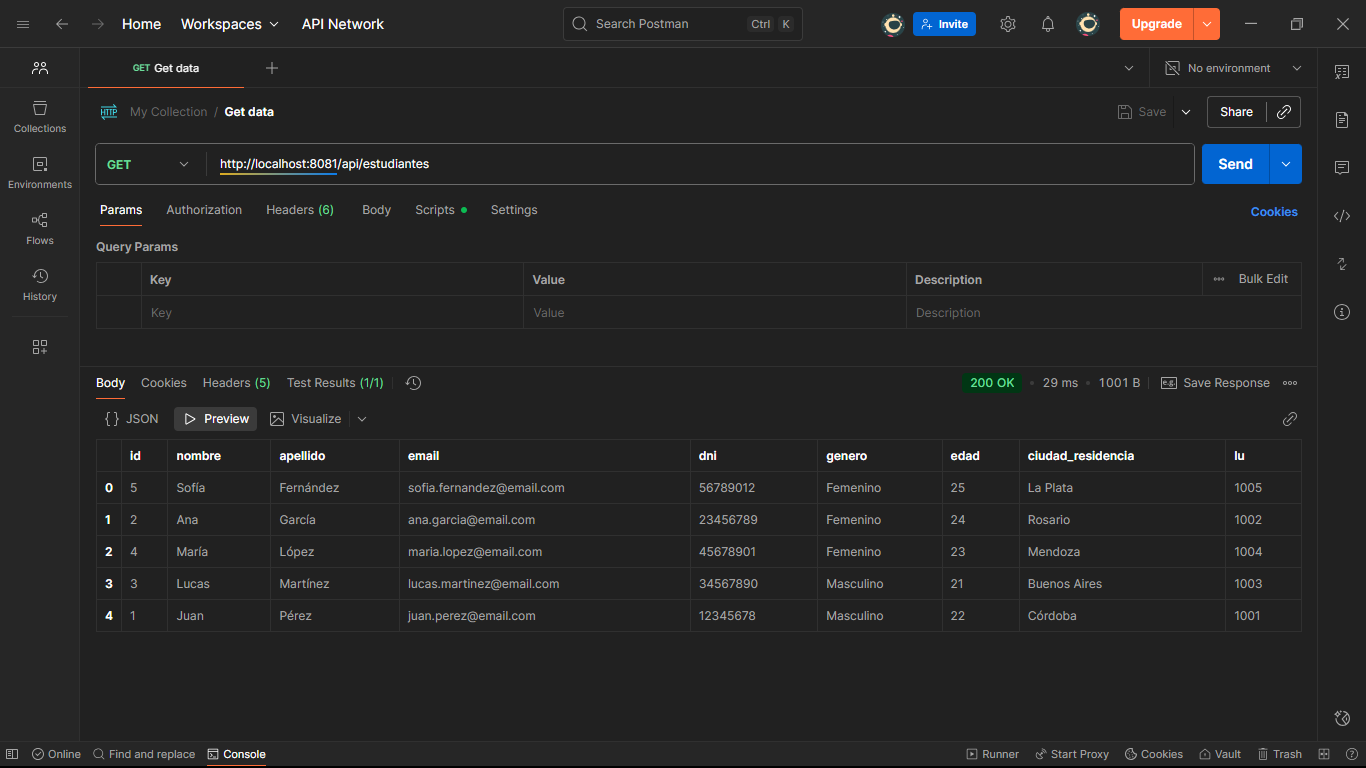 Home Workspaces API Network Search Postman Ctrl K Invite Upgrade
GET Get data No environment
HTTP My Collection / Get data Save Share
Collections
GET http://localhost:8081/api/estudiantes Send
Environments
Params Authorization Headers (6) Body Scripts Settings Cookies
Flows
Query Params
Key Value Description Bulk Edit
History
Key Value Description
Body Cookies Headers (5) Test Results (1/1) 200 OK 29 ms 1001 B e.g. Save Response
{} JSON Preview Visualize
id nombre apellido email dni genero edad ciudad_residencia lu
0 5 Sofía Fernández sofia.fernandez@email.com 56789012 Femenino 25 La Plata 1005
1 2 Ana García ana.garcia@email.com 23456789 Femenino 24 Rosario 1002
2 4 María López maria.lopez@email.com 45678901 Femenino 23 Mendoza 1004
3 3 Lucas Martínez lucas.martinez@email.com 34567890 Masculino 21 Buenos Aires 1003
4 1 Juan Pérez juan.perez@email.com 12345678 Masculino 22 Córdoba 1001
Online Find and replace Console Runner Start Proxy Cookies Vault Trash